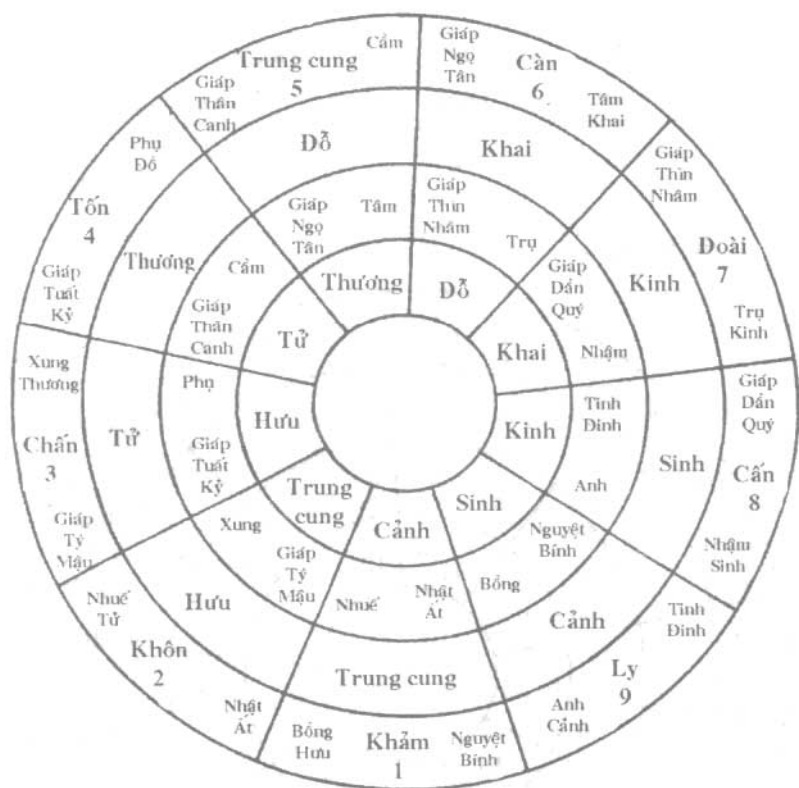 Giáp
Thân
Canh
Trung cung
5
Cầm
Giáp
Ngọ
Tân
Càn
6
Tâm
Khai
Giáp
Thìn
Nhâm
Đoài
7
Trụ
Kinh
Giáp
Dần
Quý
Cấn
8
Nhậm
Sinh
Tinh
Đinh
Ly
9
Anh
Cảnh
Nguyệt
Bính
Khảm
1
Bồng
Hưu
Nhật
Ất
Khôn
2
Nhuế
Tử
Giáp
Tý
Mậu
Chấn
3
Xung
Thương
Giáp
Tuất
Kỷ
Tốn
4
Phụ
Đỗ
Đỗ
Khai
Kinh
Sinh
Cảnh
Trung cung
Hưu
Tử
Thương
Giáp
Ngọ
Tân
Tâm
Giáp
Thìn
Nhâm
Trụ
Giáp
Dần
Quý
Nhậm
Tinh
Đinh
Anh
Nguyệt
Bính
Bồng
Nhật
Ất
Nhuế
Giáp
Tý
Mậu
Xung
Giáp
Tuất
Kỷ
Phụ
Giáp
Thân
Canh
Cầm
Thương
Đỗ
Khai
Kinh
Sinh
Cảnh
Trung
cung
Hưu
Tử